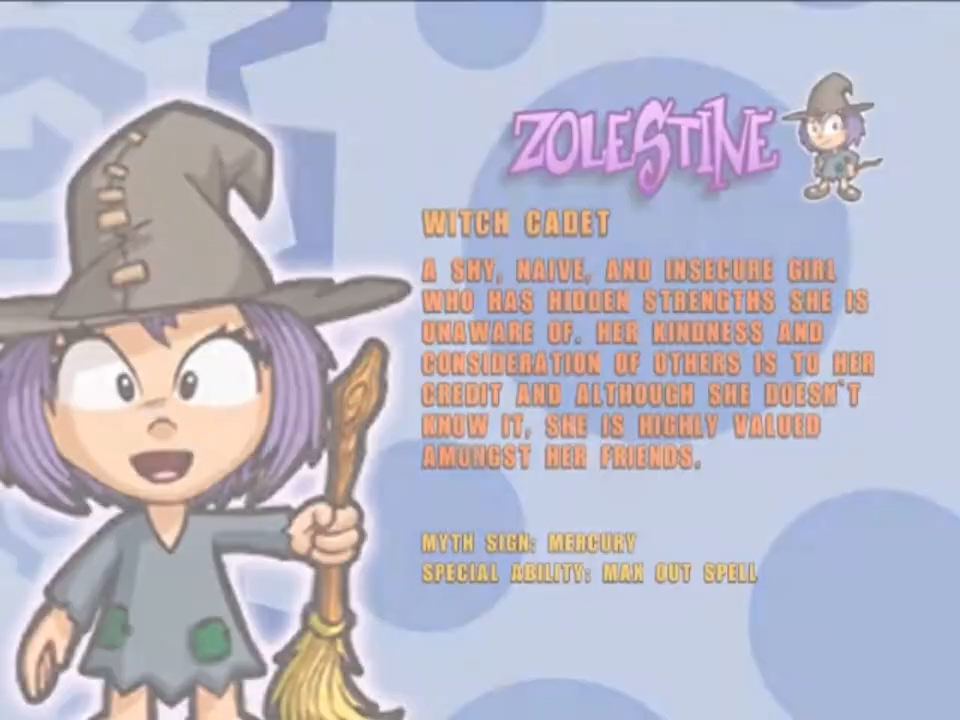 ZOLESTINE
WITCH CADET
A SHY, NAIVE, AND INSECURE GIRL
WHO HAS HIDDEN STRENGTHS SHE IS
UNAWARE OF. HER KINDNESS AND
CONSIDERATION OF OTHERS IS TO HER
CREDIT AND ALTHOUGH SHE DOESN'T
KNOW IT, SHE IS HIGHLY VALUED
AMONGST HER FRIENDS.
MYTH SIGN: MERCURY
SPECIAL ABILITY: MAX OUT SPELL